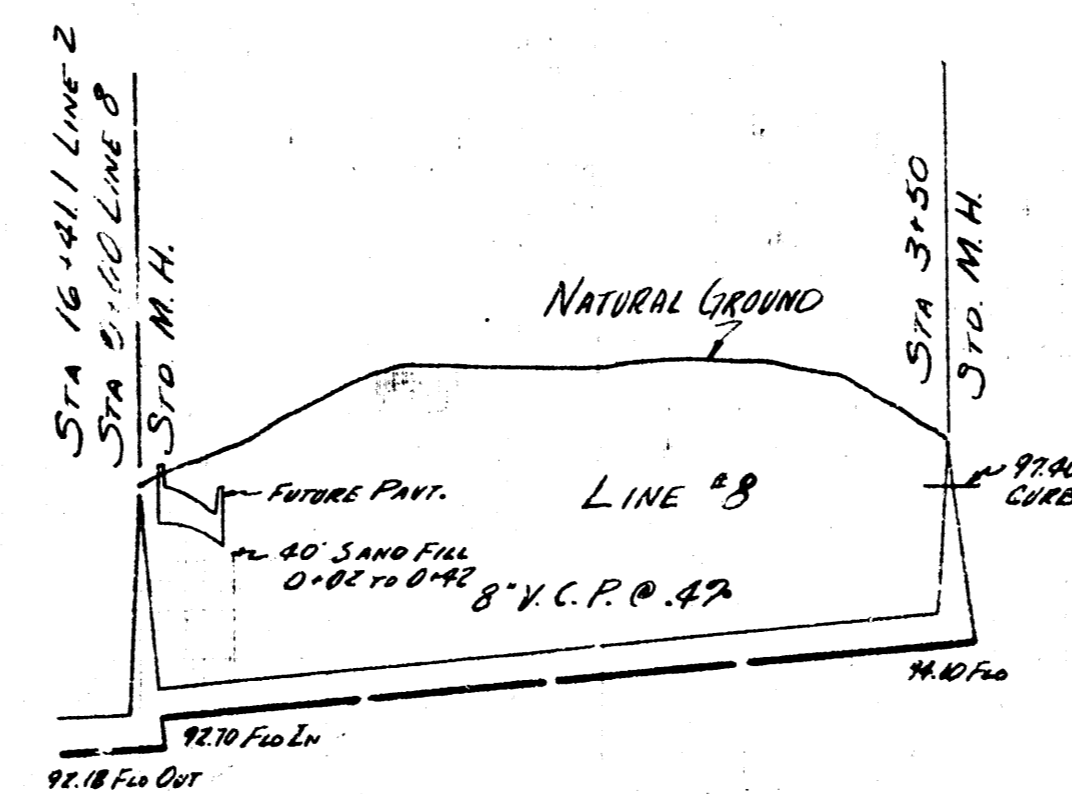 STA 16+41.1 LINE 2
STA LINE 8
STD. M.H.
NATURAL GROUND
STA 3+50
STD. M.H.
FUTURE PAVT.
LINE #8
97.40
CURB
40' SAND FILL
0+02 TO 0+42
8" V.C.P. @ .4%
94.10 FLO
92.70 FLO IN
92.18 FLO OUT